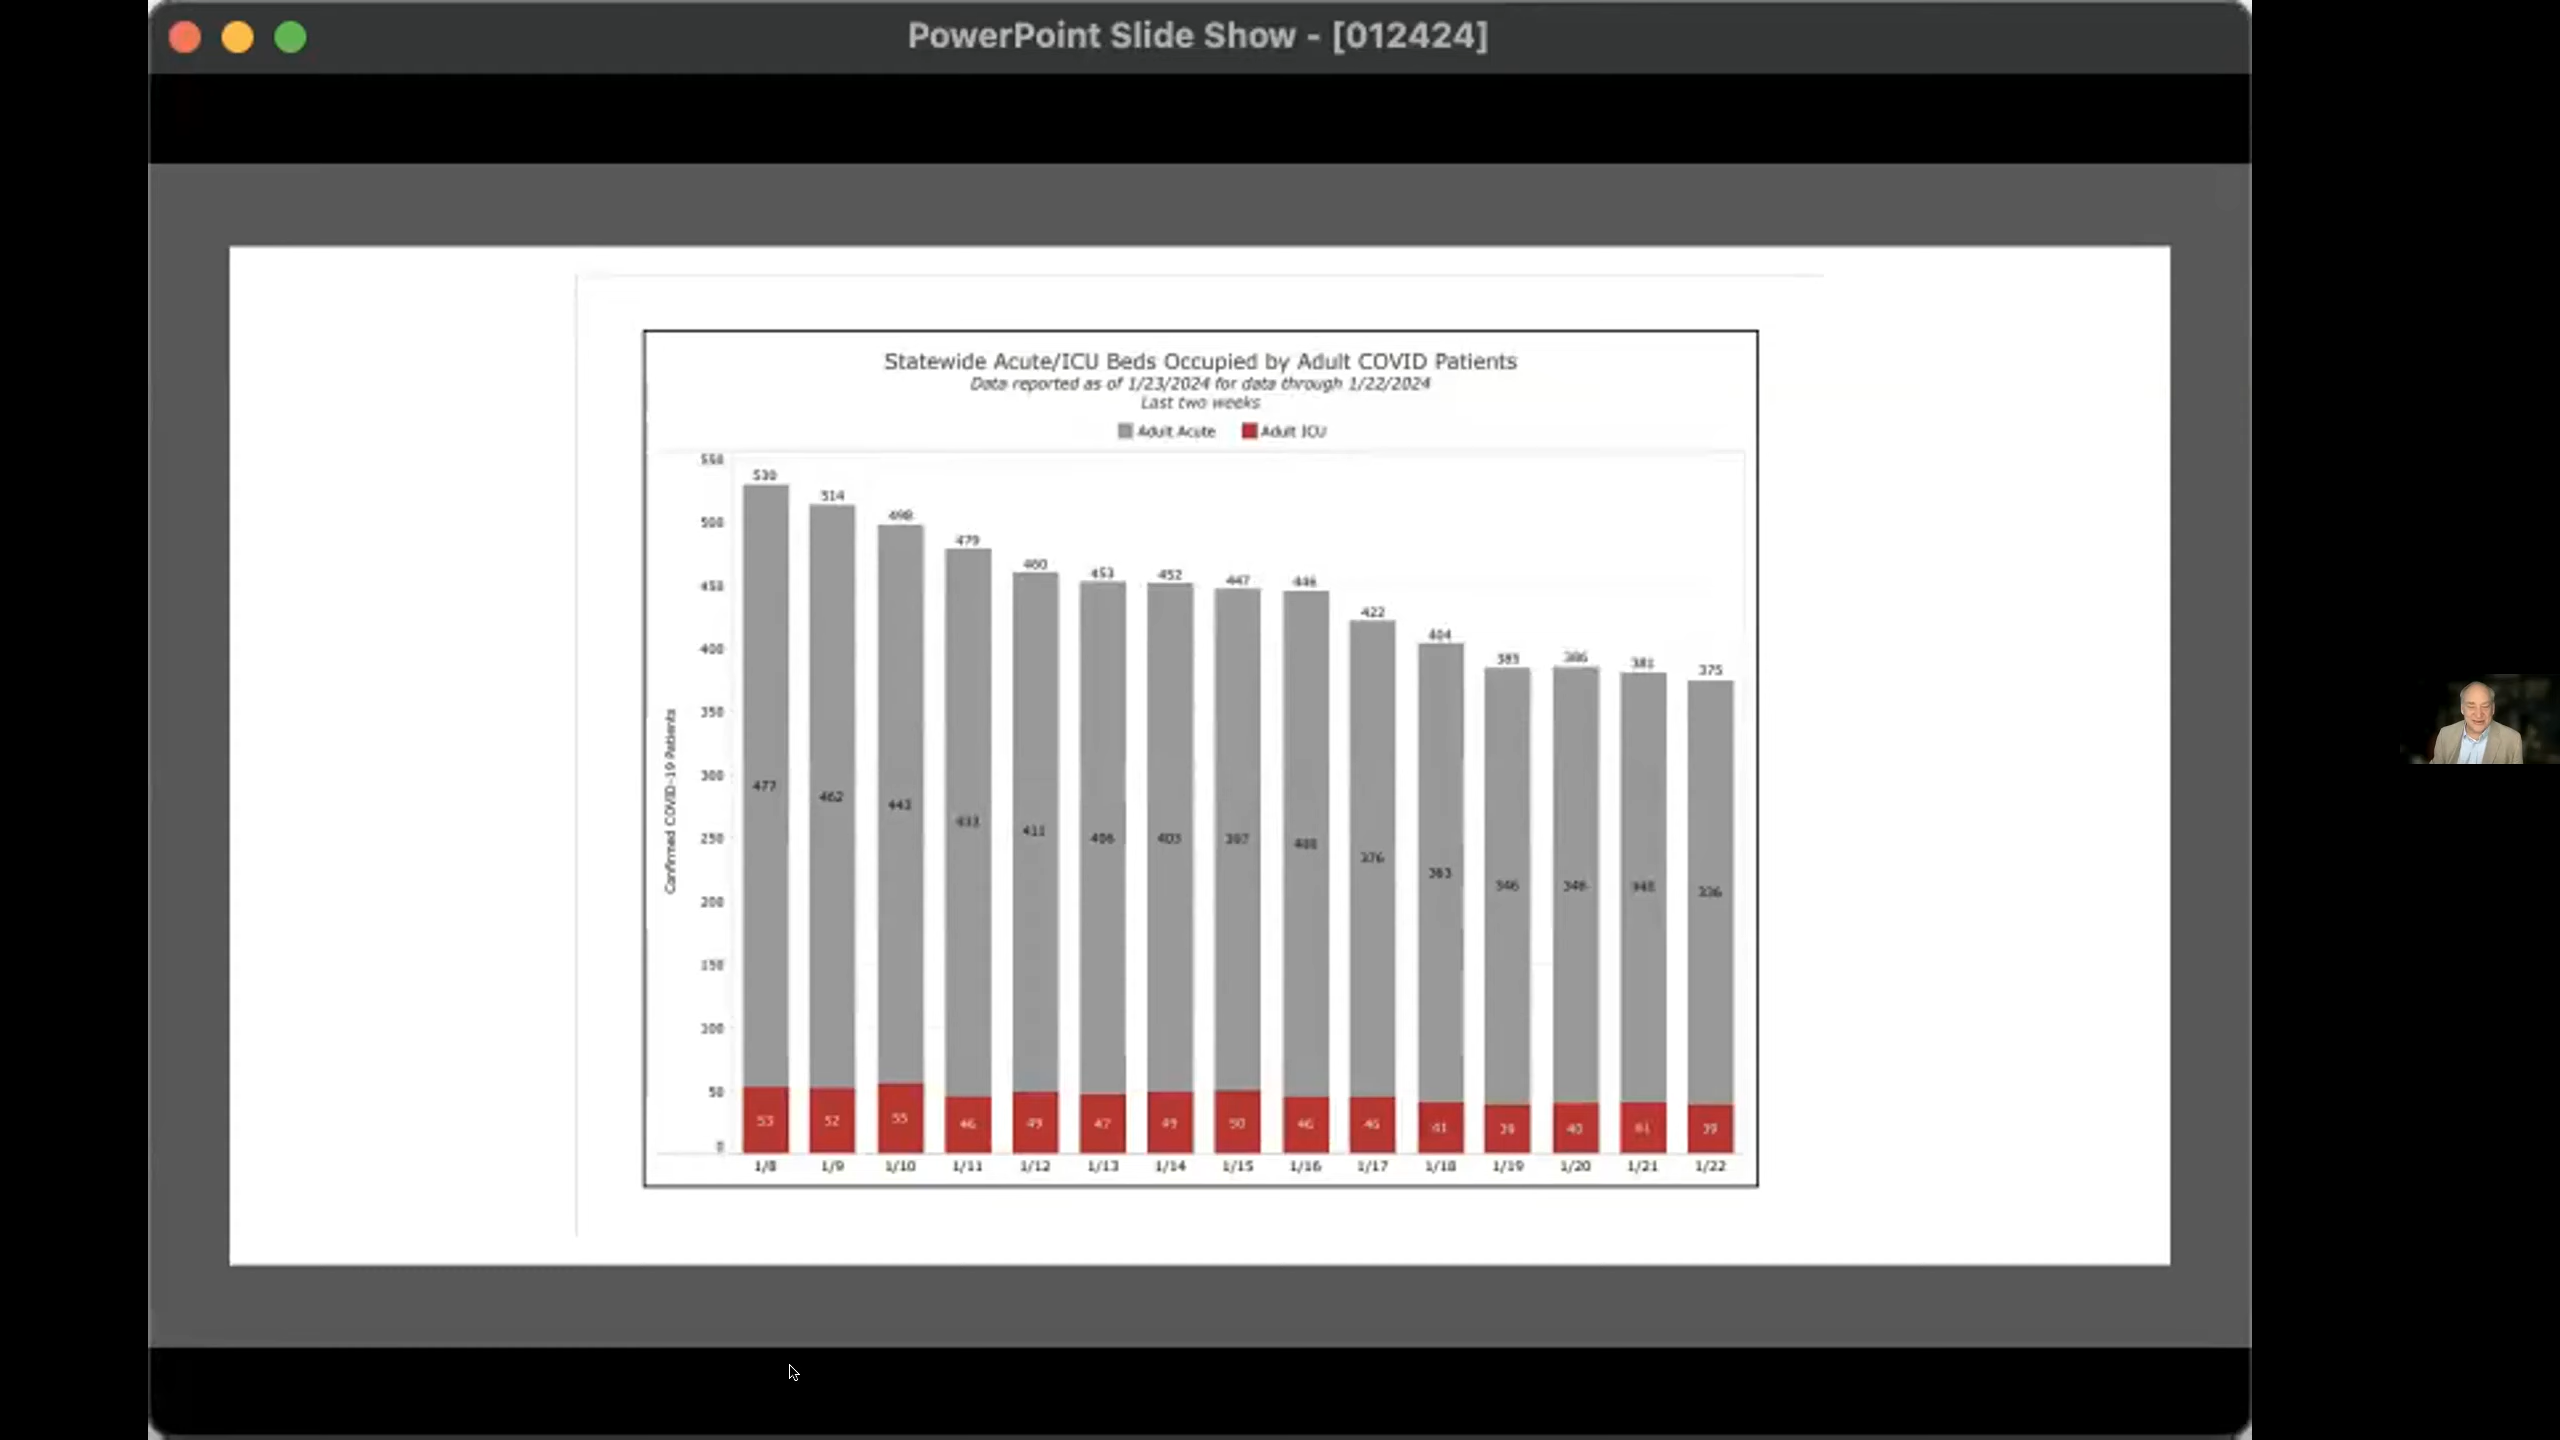 PowerPoint Slide Show - [012424]
Statewide Acute/ICU Beds Occupied by Adult COVID Patients
Data reported as of 1/23/2024 for data through 1/22/2024
Last two weeks
Adult Acute Adult ICU
Confirmed COVID-19 Patients
550
500
450
400
350
300
250
200
150
100
50
0
530 514 498 479 460 453 452 447 446 422 404 385 386 381 375
477 462 443 433 411 406 403 397 400 376 363 346 346 340 336
53 52 55 46 49 47 49 50 46 46 41 39 40 41 39
1/8 1/9 1/10 1/11 1/12 1/13 1/14 1/15 1/16 1/17 1/18 1/19 1/20 1/21 1/22